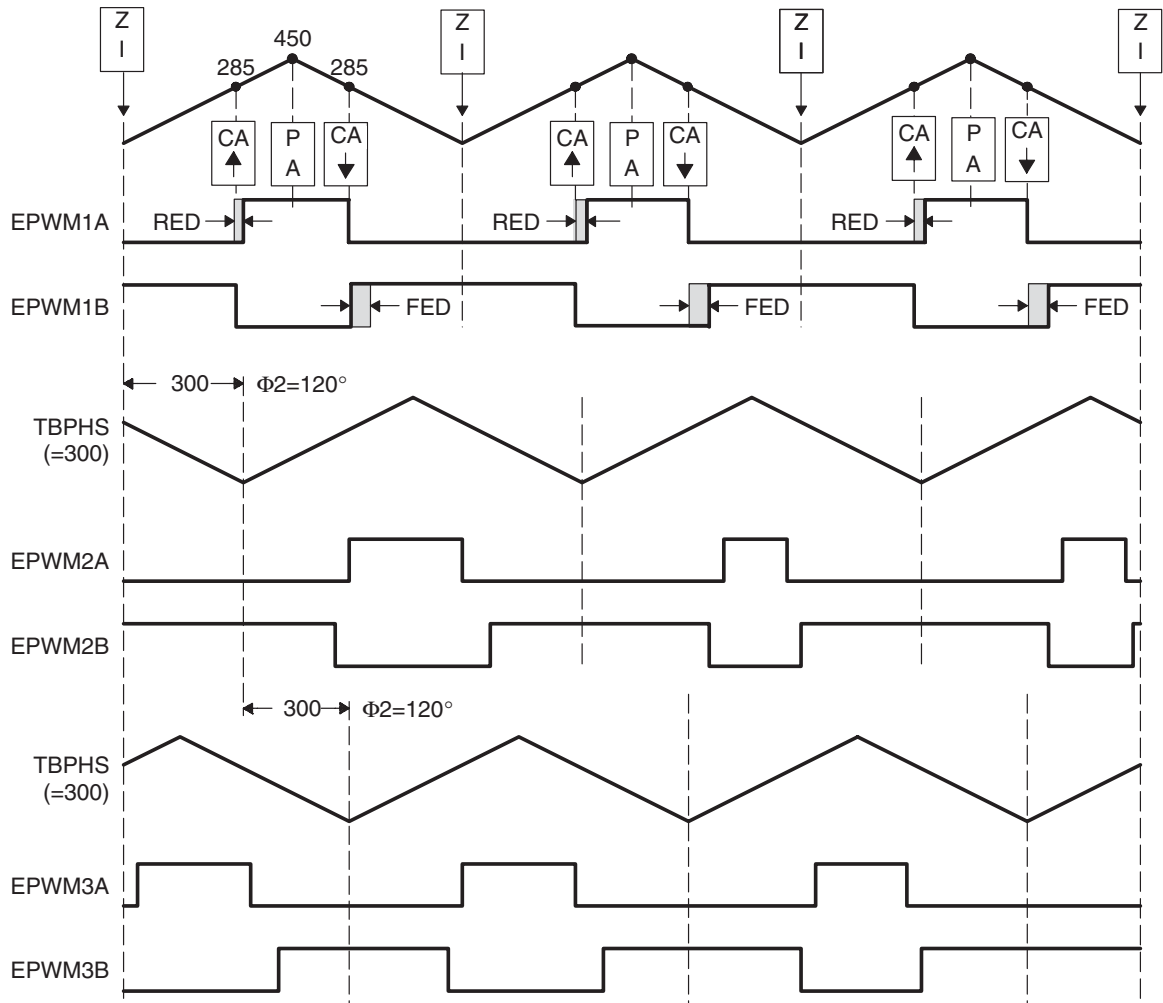 Z
I
Z
I
Z
I
Z
I
450
285
285
CA
P
A
CA
CA
P
A
CA
CA
P
A
CA
EPWM1A
RED
RED
RED
EPWM1B
FED
FED
FED
300
Φ2=120°
TBPHS
(=300)
EPWM2A
EPWM2B
300
Φ2=120°
TBPHS
(=300)
EPWM3A
EPWM3B